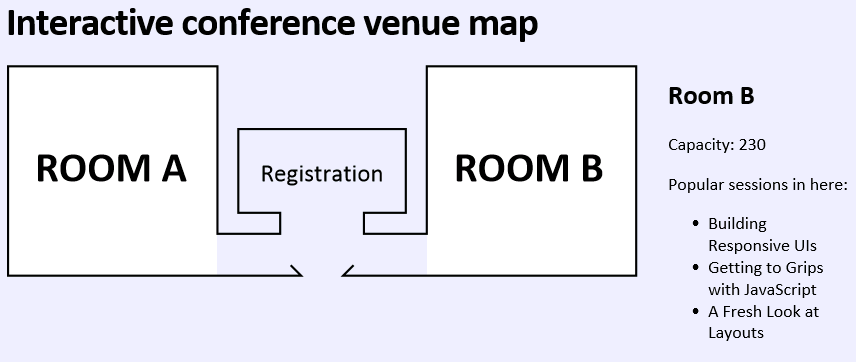 Interactive conference venue map
ROOM A
Registration
ROOM B
Room B
Capacity: 230
Popular sessions in here:
• Building
Responsive UIs
• Getting to Grips
with JavaScript
• A Fresh Look at
Layouts